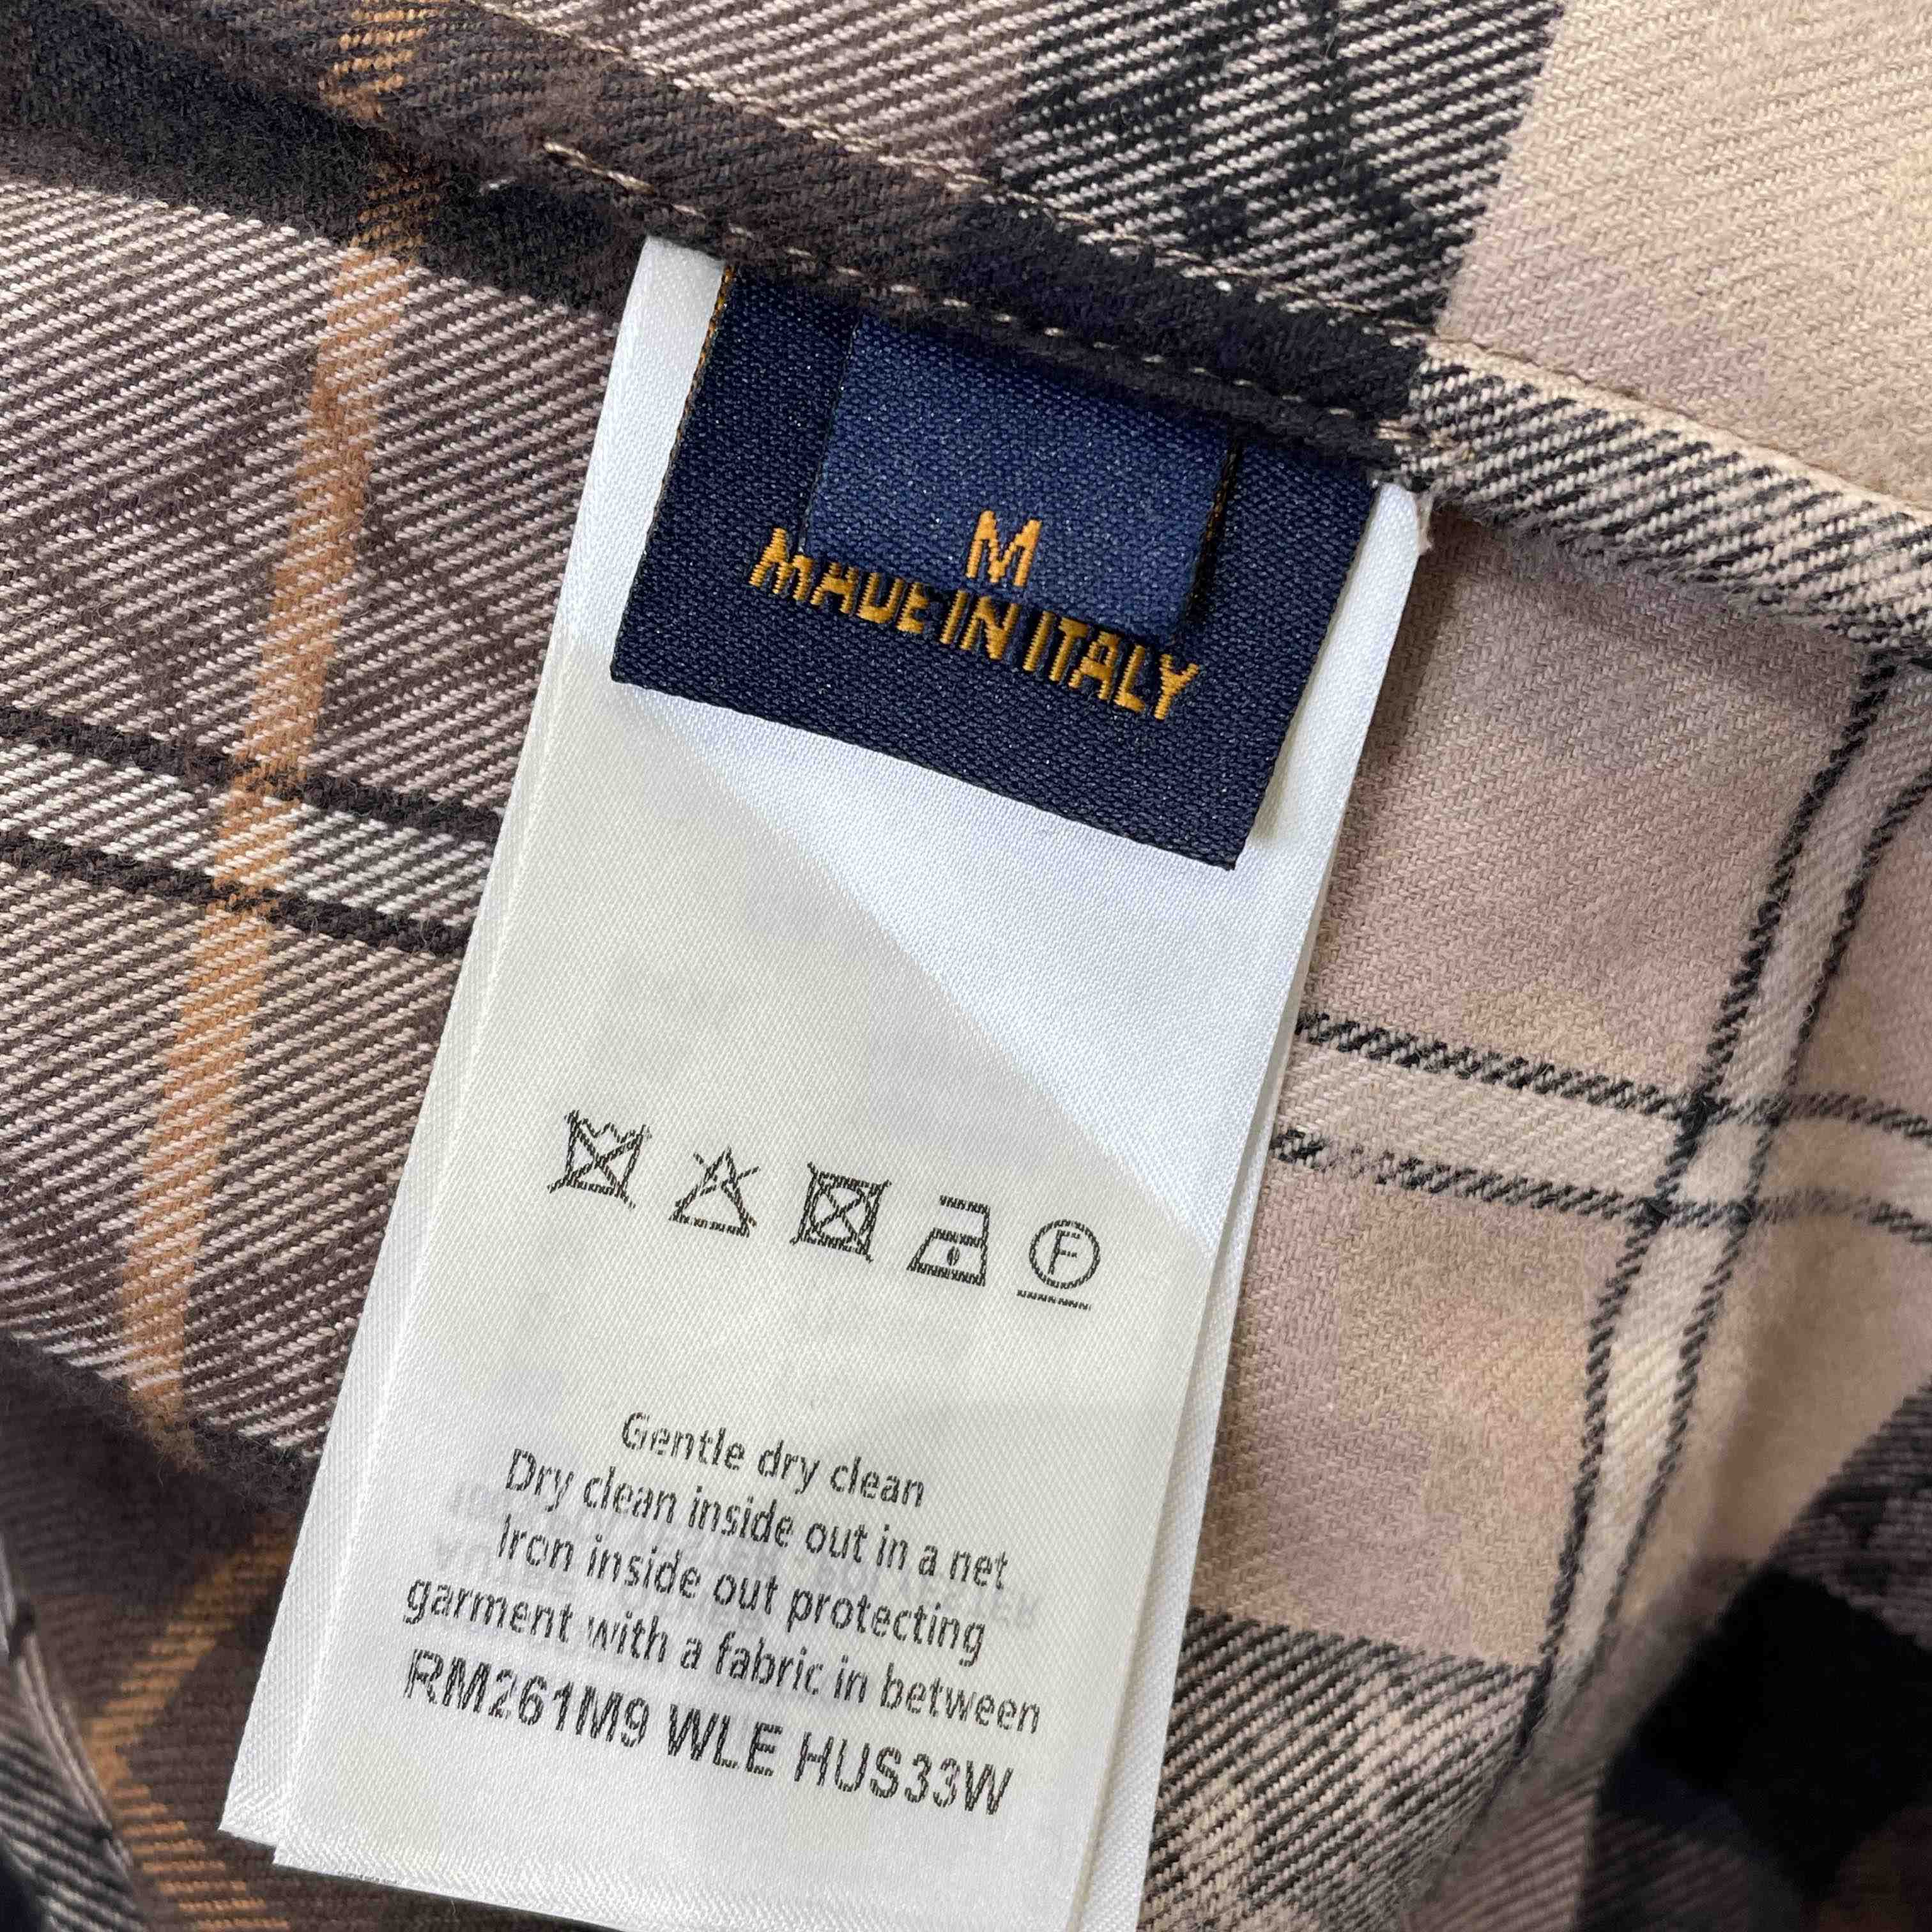 M
MADE IN ITALY
F
Gentle dry clean
Dry clean inside out in a net
Iron inside out protecting
garment with a fabric in between
RM261M9 WLE HUS33W